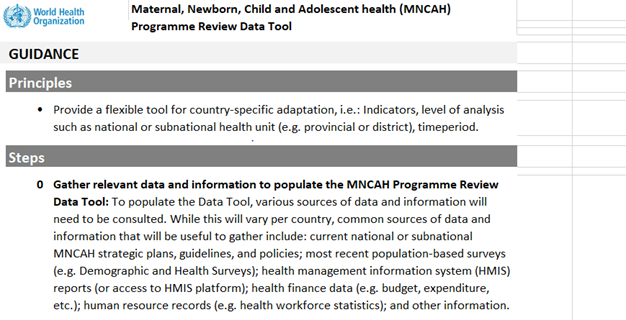 World Health
Organization
Maternal, Newborn, Child and Adolescent health (MNCAH)
Programme Review Data Tool
GUIDANCE
Principles
• Provide a flexible tool for country-specific adaptation, i.e.: Indicators, level of analysis
such as national or subnational health unit (e.g. provincial or district), timeperiod.
Steps
0 Gather relevant data and information to populate the MNCAH Programme Review
Data Tool: To populate the Data Tool, various sources of data and information will
need to be consulted. While this will vary per country, common sources of data and
information that will be useful to gather include: current national or subnational
MNCAH strategic plans, guidelines, and policies; most recent population-based surveys
(e.g. Demographic and Health Surveys); health management information system (HMIS)
reports (or access to HMIS platform); health finance data (e.g. budget, expenditure,
etc.); human resource records (e.g. health workforce statistics); and other information.